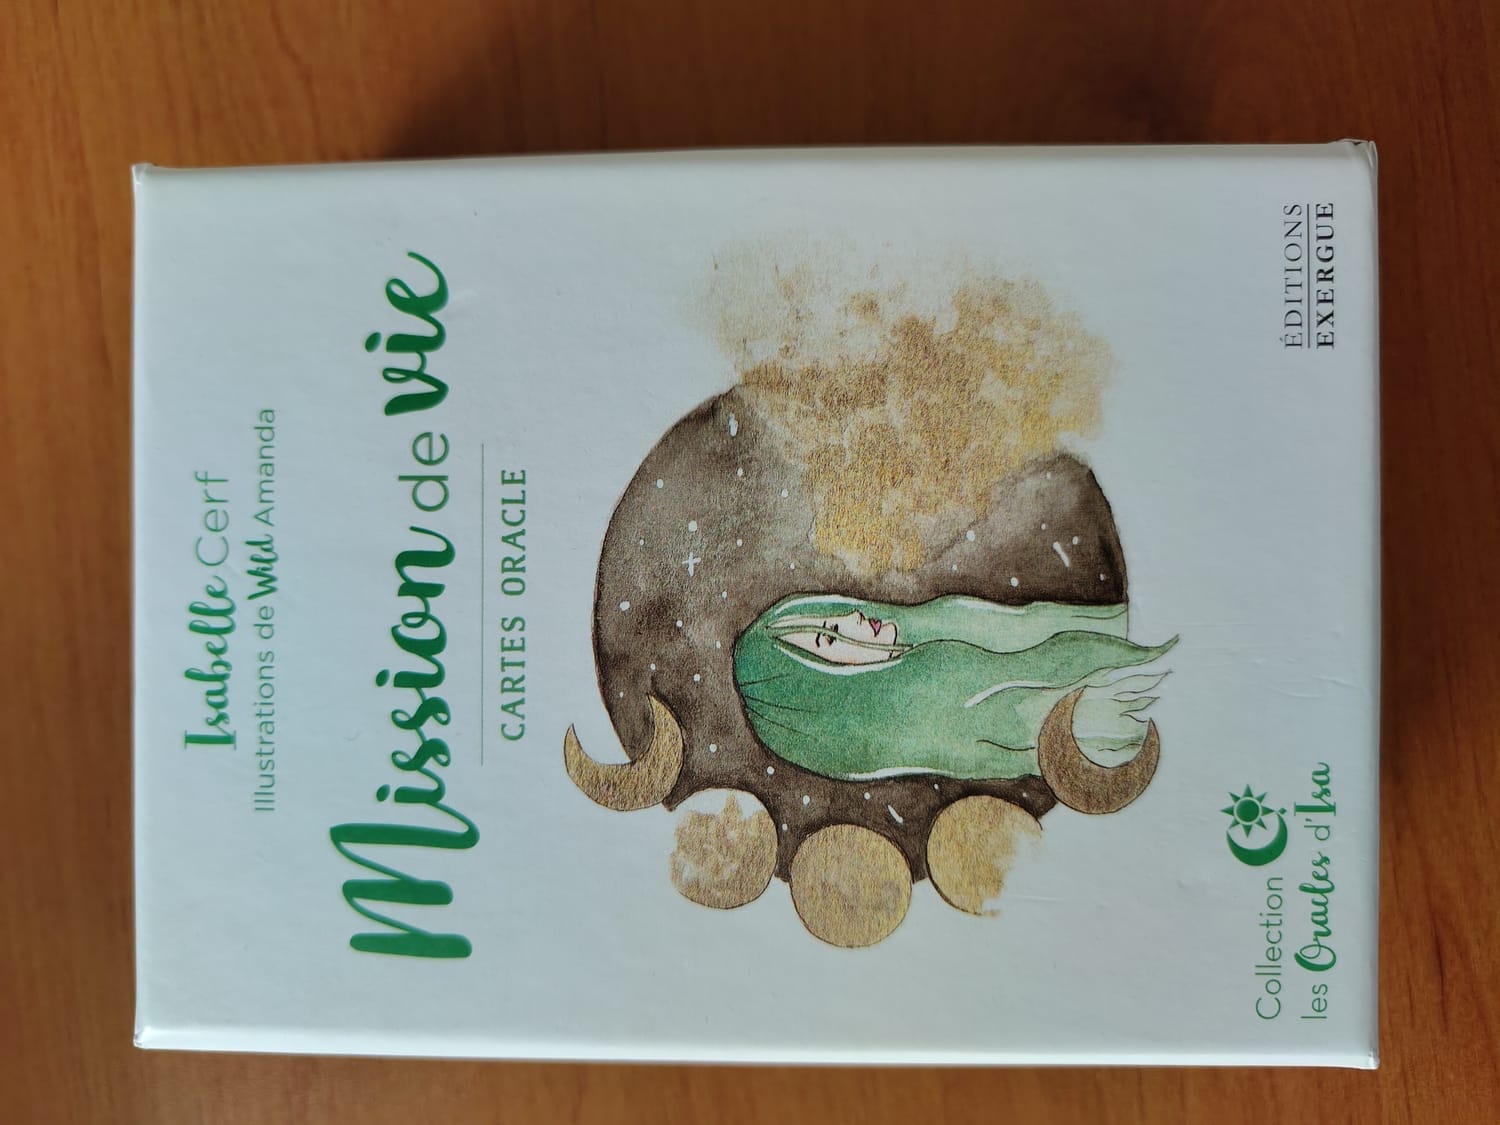 Isabelle Cerf
Illustrations de Wild Amanda
Mission de vie
CARTES ORACLE
Collection
les Oracles d'Isa
ÉDITIONS
EXERGUE